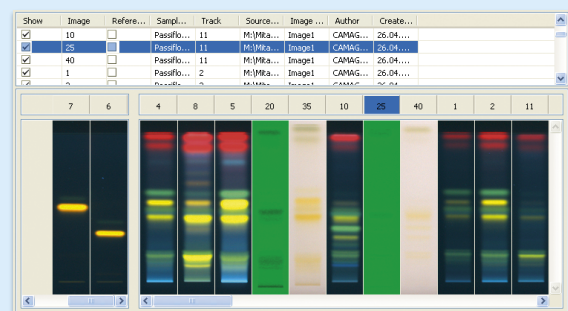 Show Image Refere... Sampl... Track Source... Image ... Author Create...
10 Passiflo... 11 M:\Mita... Image1 CAMAG... 26.04....
25 Passiflo... 11 M:\Mita... Image1 CAMAG... 26.04....
40 Passiflo... 11 M:\Mita... Image1 CAMAG... 26.04....
1 Passiflo... 2 M:\Mita... Image1 CAMAG... 26.04....
7 6 4 8 5 20 35 10 25 40 1 2 11